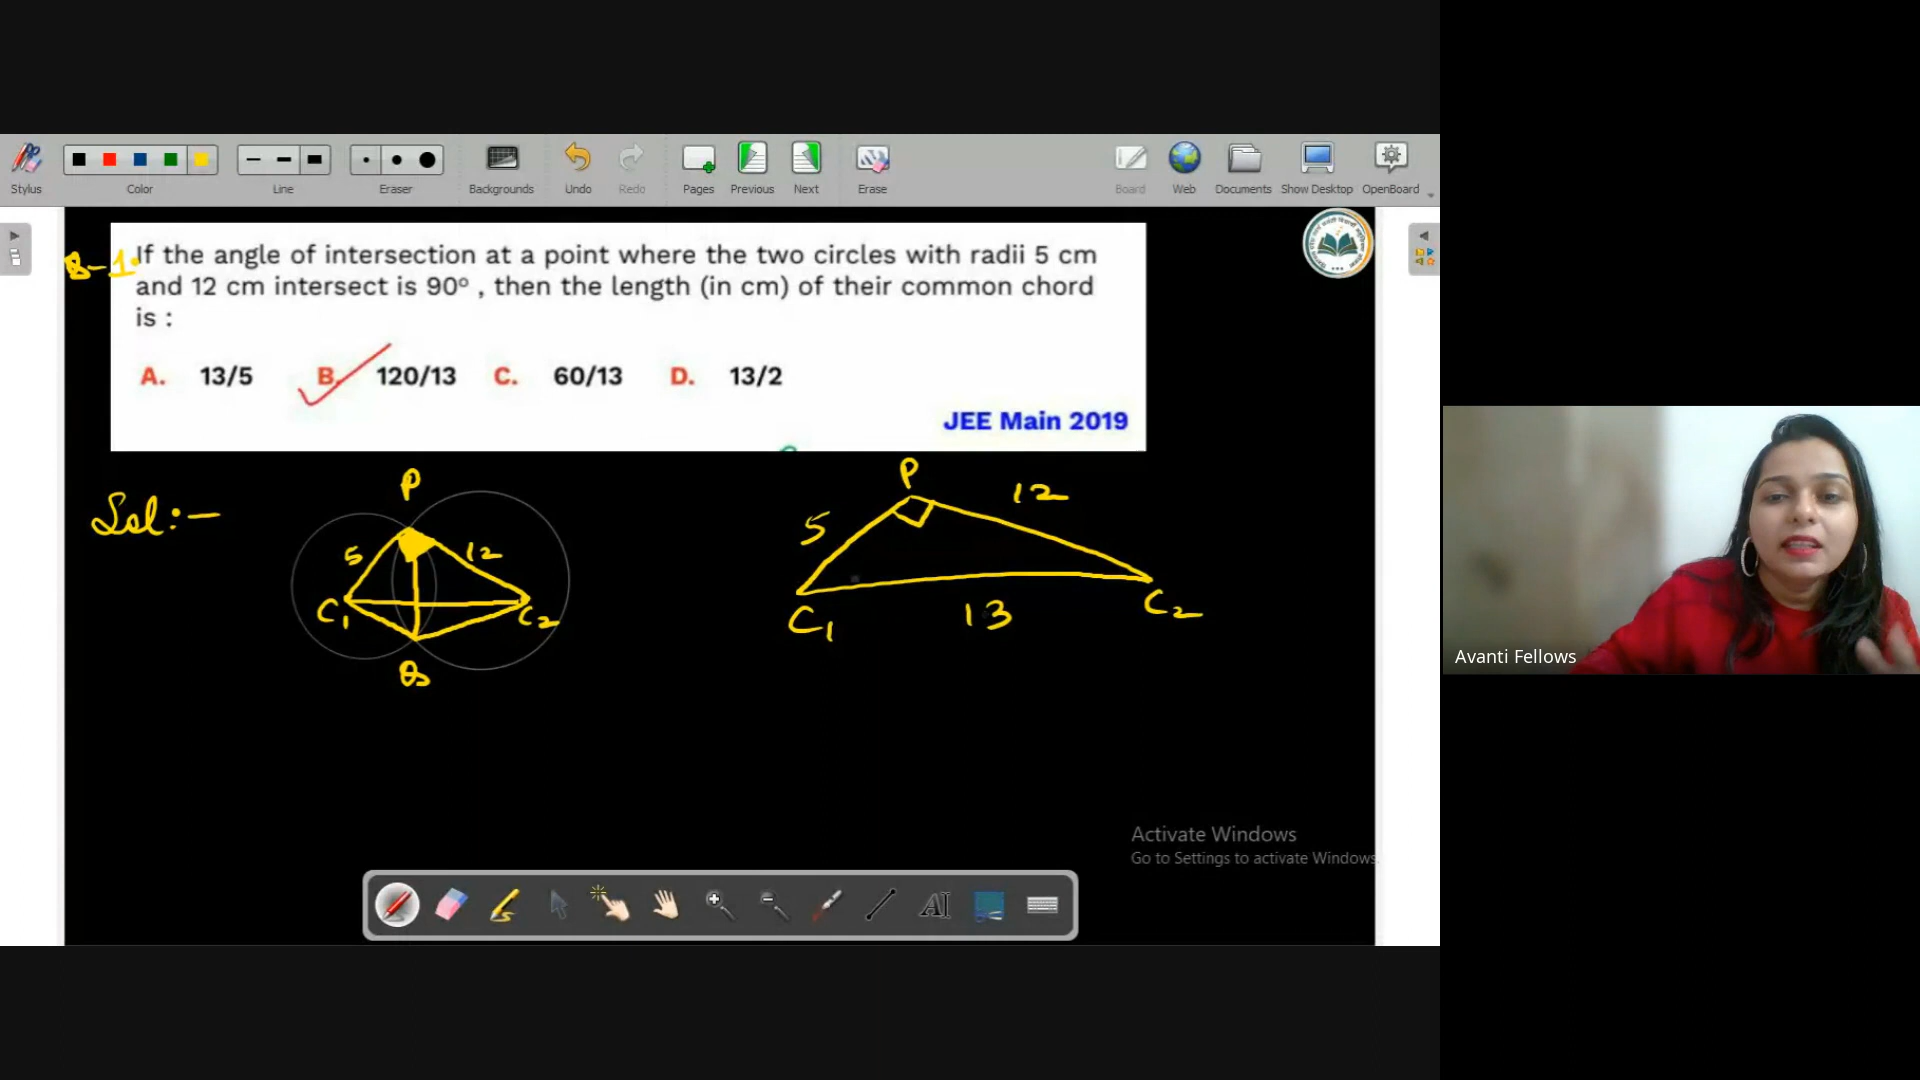 Stylus
Color
Line
Eraser
Backgrounds
Undo
Redo
Pages
Previous
Next
Erase
Board
Web
Documents
Show Desktop
OpenBoard
Q-1.
If the angle of intersection at a point where the two circles with radii 5 cm
and 12 cm intersect is 90° , then the length (in cm) of their common chord
is :
A. 13/5 B. 120/13 C. 60/13 D. 13/2
JEE Main 2019
Sol:-
P
5
12
C₁
C₂
Q
P
5
12
C₁
13
C₂
Activate Windows
Go to Settings to activate Windows.
AI
Avanti Fellows